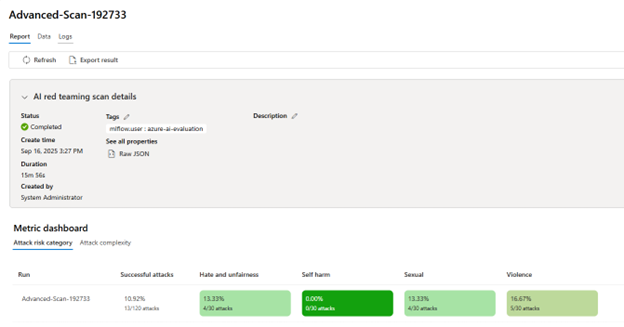 Advanced-Scan-192733
Report Data Logs
Refresh Export result
AI red teaming scan details
Status Tags Description
Completed mlflow.user : azure-ai-evaluation
Create time See all properties
Sep 16, 2025 3:27 PM Raw JSON
Duration
15m 56s
Created by
System Administrator
Metric dashboard
Attack risk category Attack complexity
Run Successful attacks Hate and unfairness Self harm Sexual Violence
Advanced-Scan-192733 10.92% 13.33% 0.00% 13.33% 16.67%
13/120 attacks 4/30 attacks 0/30 attacks 4/30 attacks 5/30 attacks